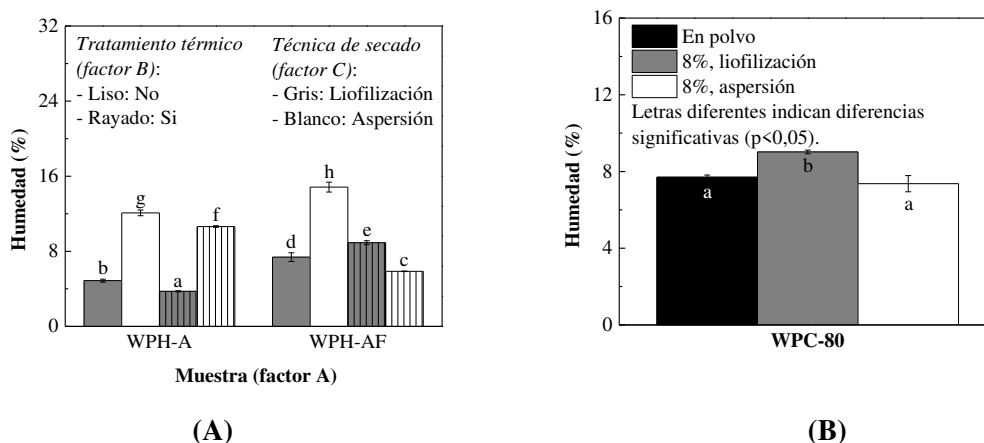 32
24
16
8
0
Humedad (%)
Tratamiento térmico
(factor B):
- Liso: No
- Rayado: Si
Técnica de secado
(factor C):
- Gris: Liofilización
- Blanco: Aspersión
b
g
a
f
d
h
e
c
WPH-A
WPH-AF
Muestra (factor A)
(A)
16
12
8
4
0
Humedad (%)
En polvo
8%, liofilización
8%, aspersión
Letras diferentes indican diferencias
significativas (p<0,05).
a
b
a
WPC-80
(B)